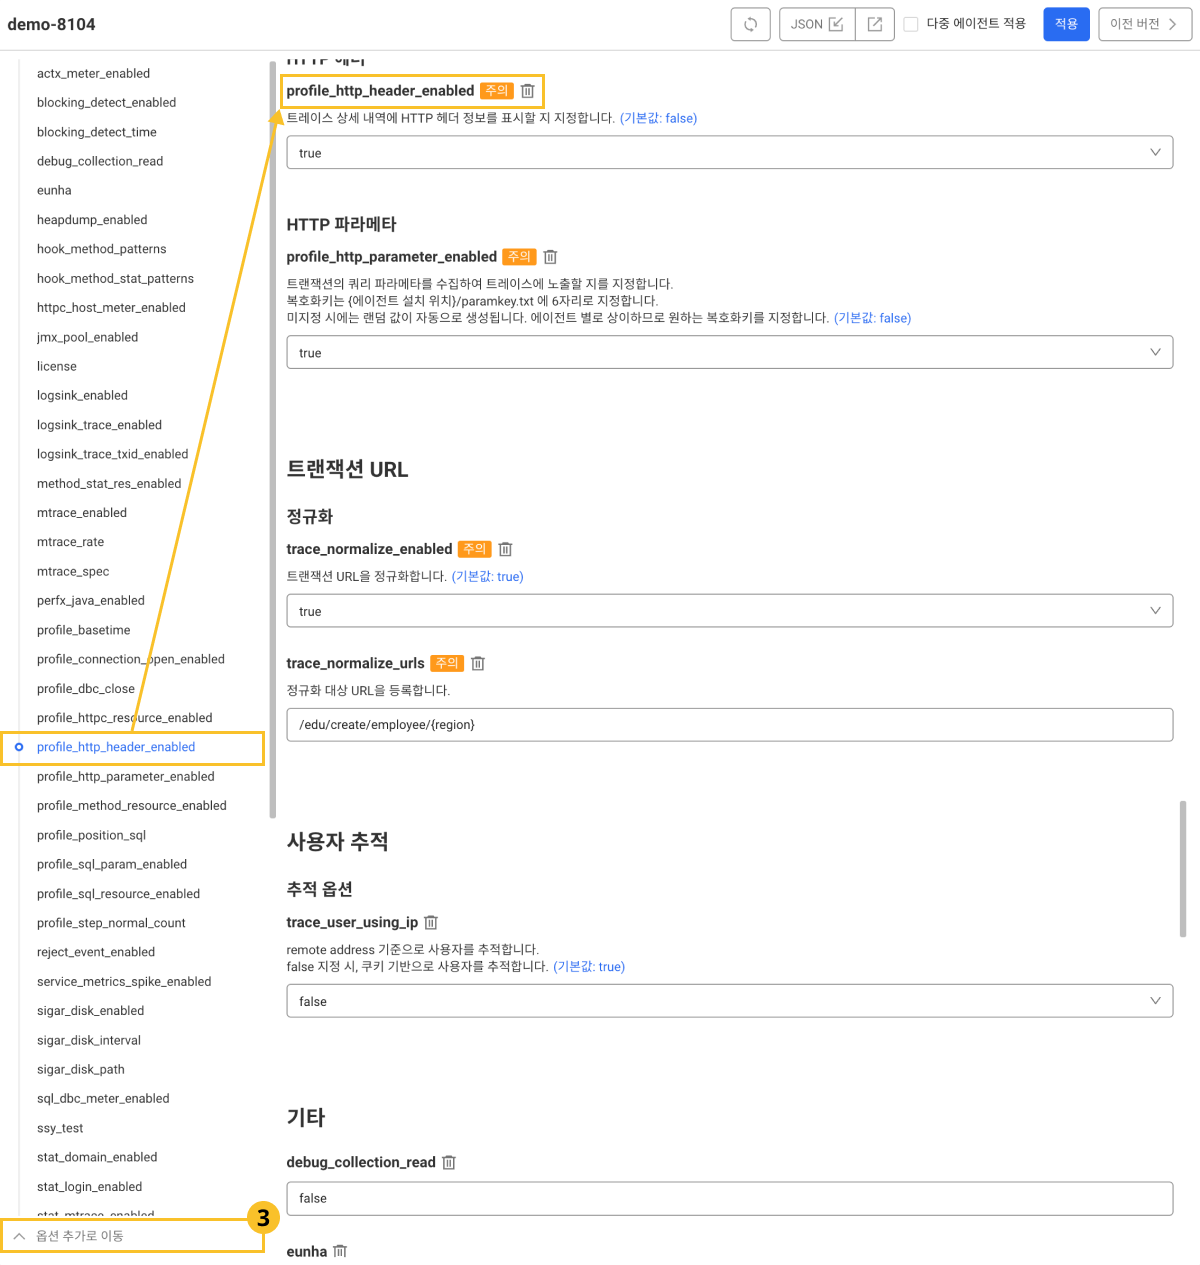 demo-8104
JSON
다중 에이전트 적용
적용
이전 버전
actx_meter_enabled
blocking_detect_enabled
blocking_detect_time
debug_collection_read
eunha
heapdump_enabled
hook_method_patterns
hook_method_stat_patterns
httpc_host_meter_enabled
jmx_pool_enabled
license
logsink_enabled
logsink_trace_enabled
logsink_trace_txid_enabled
method_stat_res_enabled
mtrace_enabled
mtrace_rate
mtrace_spec
perfx_java_enabled
profile_basetime
profile_connection_open_enabled
profile_dbc_close
profile_httpc_resource_enabled
profile_http_header_enabled
profile_http_parameter_enabled
profile_method_resource_enabled
profile_position_sql
profile_sql_param_enabled
profile_sql_resource_enabled
profile_step_normal_count
reject_event_enabled
service_metrics_spike_enabled
sigar_disk_enabled
sigar_disk_interval
sigar_disk_path
sql_dbc_meter_enabled
ssy_test
stat_domain_enabled
stat_login_enabled
stat_mtrace_enabled
옵션 추가로 이동
3
HTTP 헤더
profile_http_header_enabled 주의
트레이스 상세 내역에 HTTP 헤더 정보를 표시할 지 지정합니다. (기본값: false)
true
HTTP 파라메타
profile_http_parameter_enabled 주의
트랜잭션의 쿼리 파라메타를 수집하여 트레이스에 노출할 지를 지정합니다.
복호화키는 {에이전트 설치 위치}/paramkey.txt 에 6자리로 지정합니다.
미지정 시에는 랜덤 값이 자동으로 생성됩니다. 에이전트 별로 상이하므로 원하는 복호화키를 지정합니다. (기본값: false)
true
트랜잭션 URL
정규화
trace_normalize_enabled 주의
트랜잭션 URL을 정규화합니다. (기본값: true)
true
trace_normalize_urls 주의
정규화 대상 URL을 등록합니다.
/edu/create/employee/{region}
사용자 추적
추적 옵션
trace_user_using_ip
remote address 기준으로 사용자를 추적합니다.
false 지정 시, 쿠키 기반으로 사용자를 추적합니다. (기본값: true)
false
기타
debug_collection_read
false
eunha